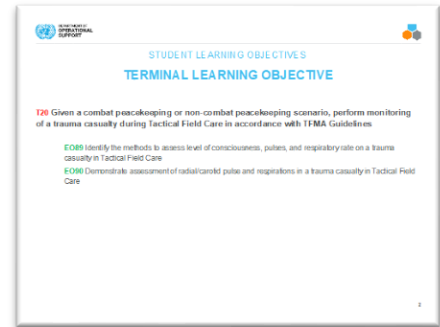 DEPARTMENT OF
OPERATIONAL
SUPPORT
STUDENT LEARNING OBJECTIVES
TERMINAL LEARNING OBJECTIVE
T20 Given a combat peacekeeping or non-combat peacekeeping scenario, perform monitoring
of a trauma casualty during Tactical Field Care in accordance with TFMA Guidelines
EO89 Identify the methods to assess level of consciousness, pulses, and respiratory rate on a trauma
casualty in Tactical Field Care
EO90 Demonstrate assessment of radial/carotid pulse and respirations in a trauma casualty in Tactical Field
Care
2